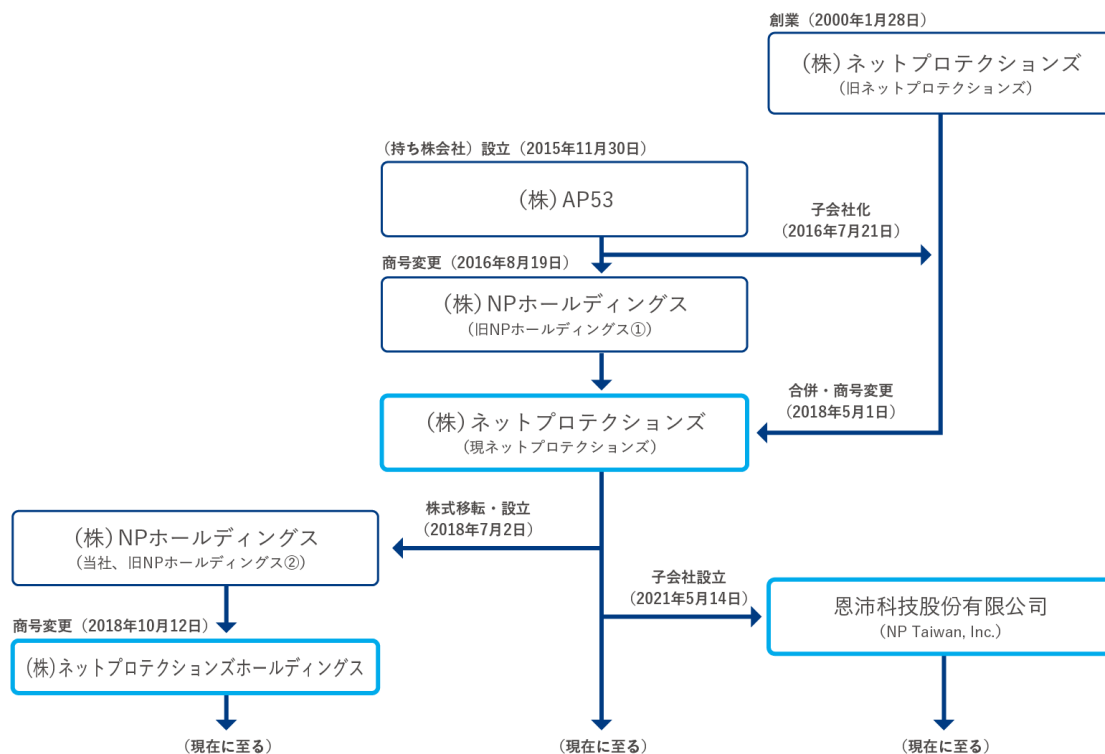 創業（2000年1月28日）
（株）ネットプロテクションズ
（旧ネットプロテクションズ）
（持ち株会社）設立（2015年11月30日）
（株）AP53
子会社化
（2016年7月21日）
商号変更（2016年8月19日）
（株）NPホールディングス
（旧NPホールディングス①）
合併・商号変更
（2018年5月1日）
（株）ネットプロテクションズ
（現ネットプロテクションズ）
株式移転・設立
（2018年7月2日）
（株）NPホールディングス
（当社、旧NPホールディングス②）
子会社設立
（2021年5月14日）
恩沛科技股份有限公司
（NP Taiwan, Inc.）
商号変更（2018年10月12日）
（株）ネットプロテクションズホールディングス
（現在に至る）
（現在に至る）
（現在に至る）